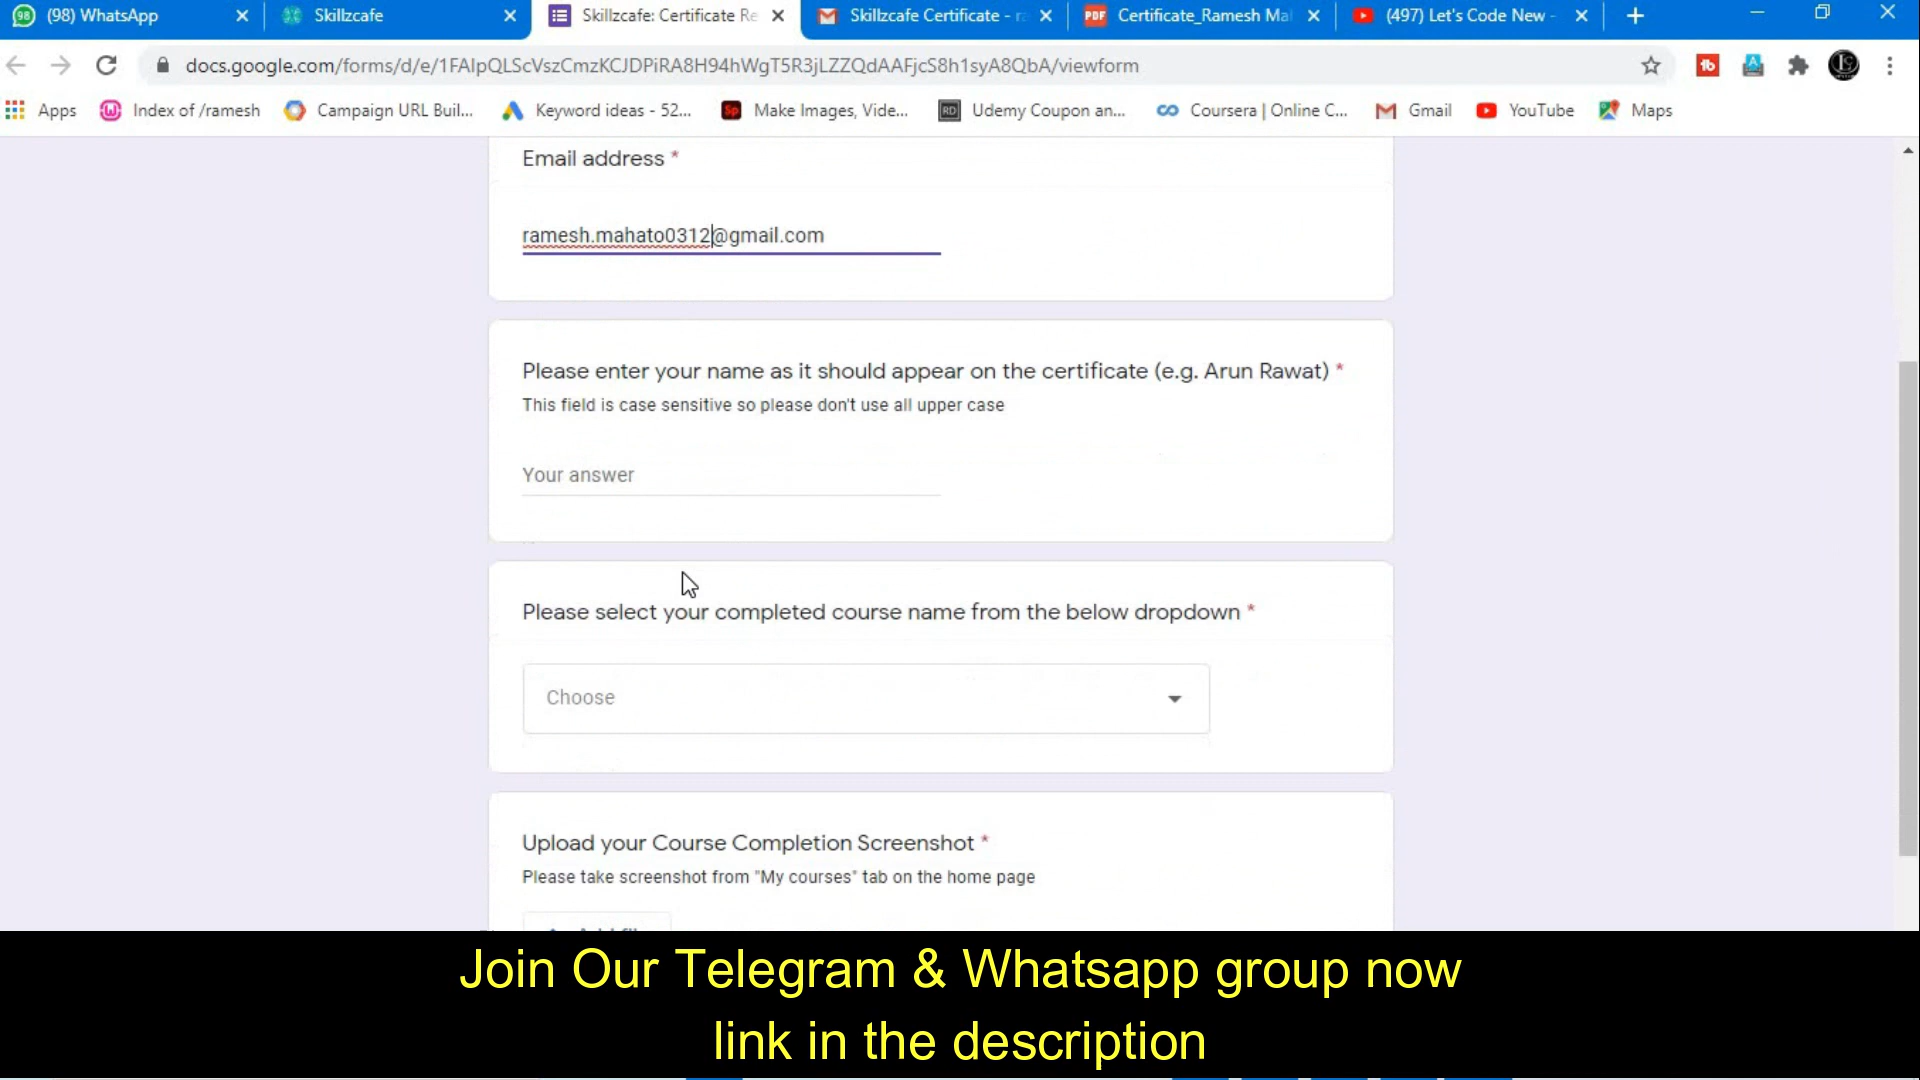 98 (98) WhatsApp
Skillzcafe
Skillzcafe: Certificate Re
Skillzcafe Certificate - r
PDF Certificate_Ramesh Ma
(497) Let's Code New -
docs.google.com/forms/d/e/1FAIpQLScVszCmzKCJDPiRA8H94hWgT5R3jLZZQdAAFjcS8h1syA8QbA/viewform
Apps
Index of /ramesh
Campaign URL Buil...
Keyword ideas - 52...
Make Images, Vide...
Udemy Coupon an...
Coursera | Online C...
Gmail
YouTube
Maps
Email address *
ramesh.mahato0312@gmail.com
Please enter your name as it should appear on the certificate (e.g. Arun Rawat) *
This field is case sensitive so please don't use all upper case
Your answer
Please select your completed course name from the below dropdown *
Choose
Upload your Course Completion Screenshot *
Please take screenshot from "My courses" tab on the home page
Join Our Telegram & Whatsapp group now
link in the description